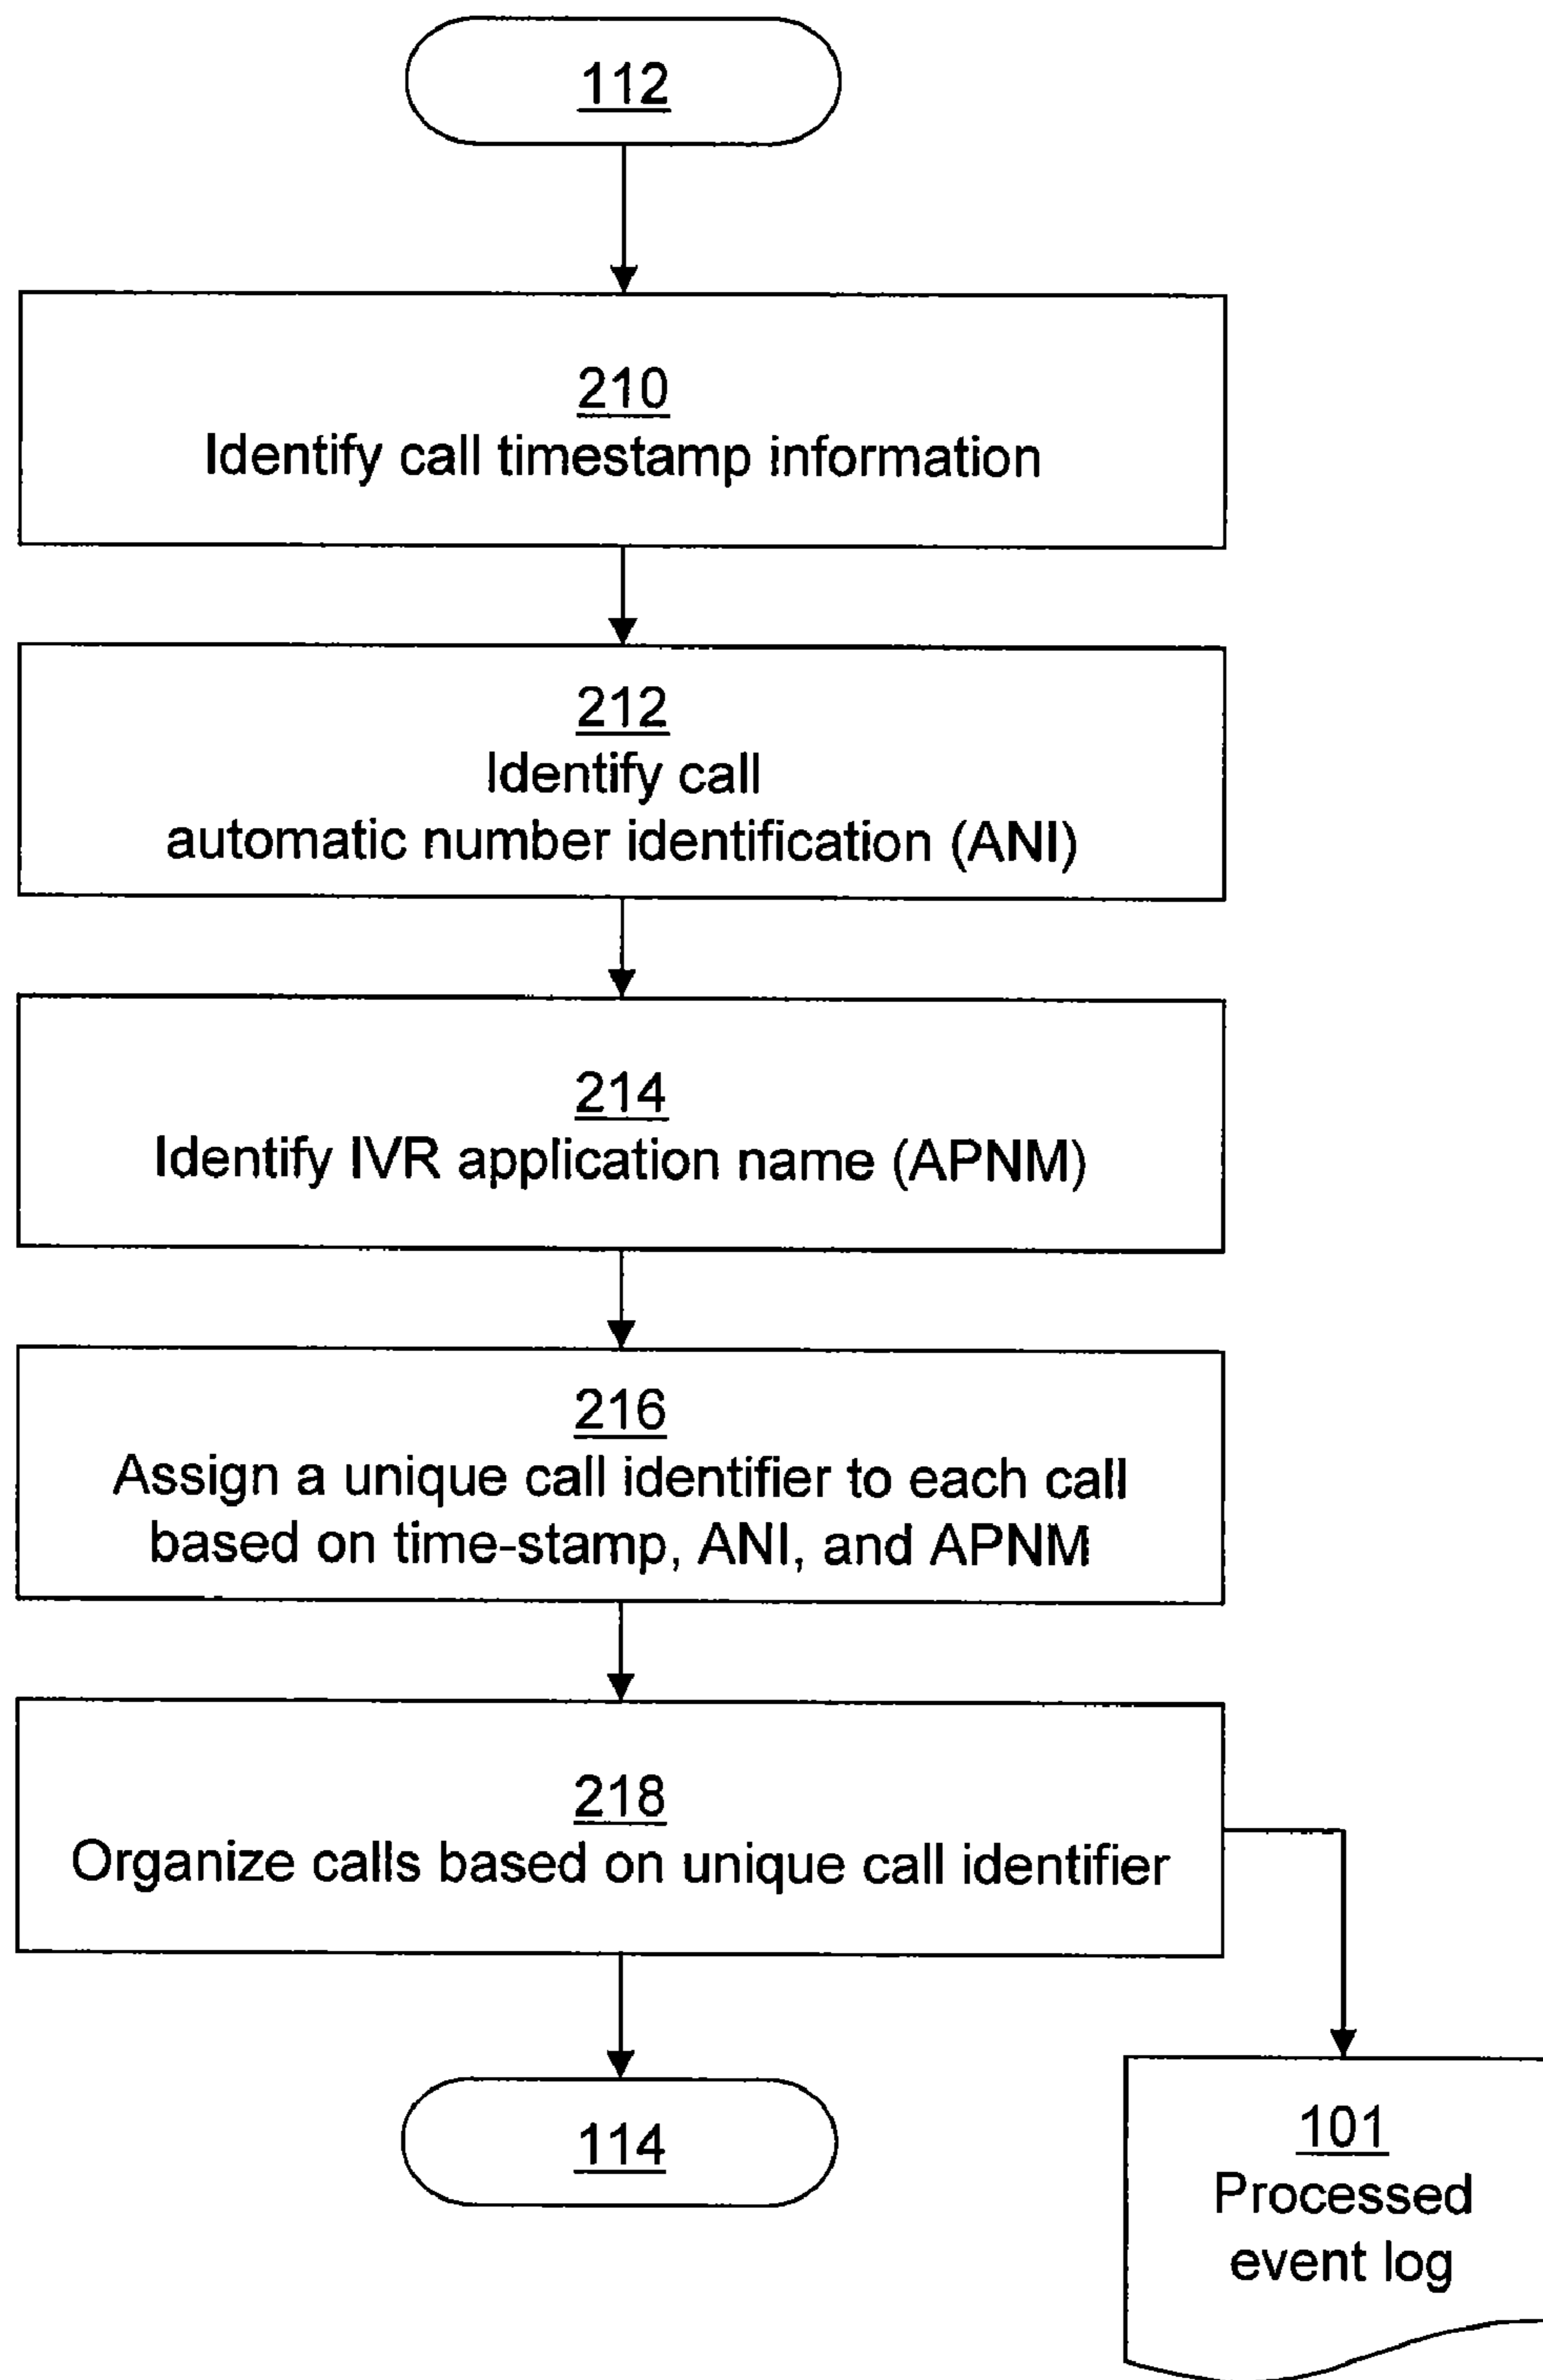 112
210
Identify call timestamp information
212
Identify call
automatic number identification (ANI)
214
Identify IVR application name (APNM)
216
Assign a unique call identifier to each call
based on time-stamp, ANI, and APNM
218
Organize calls based on unique call identifier
114
101
Processed
event log